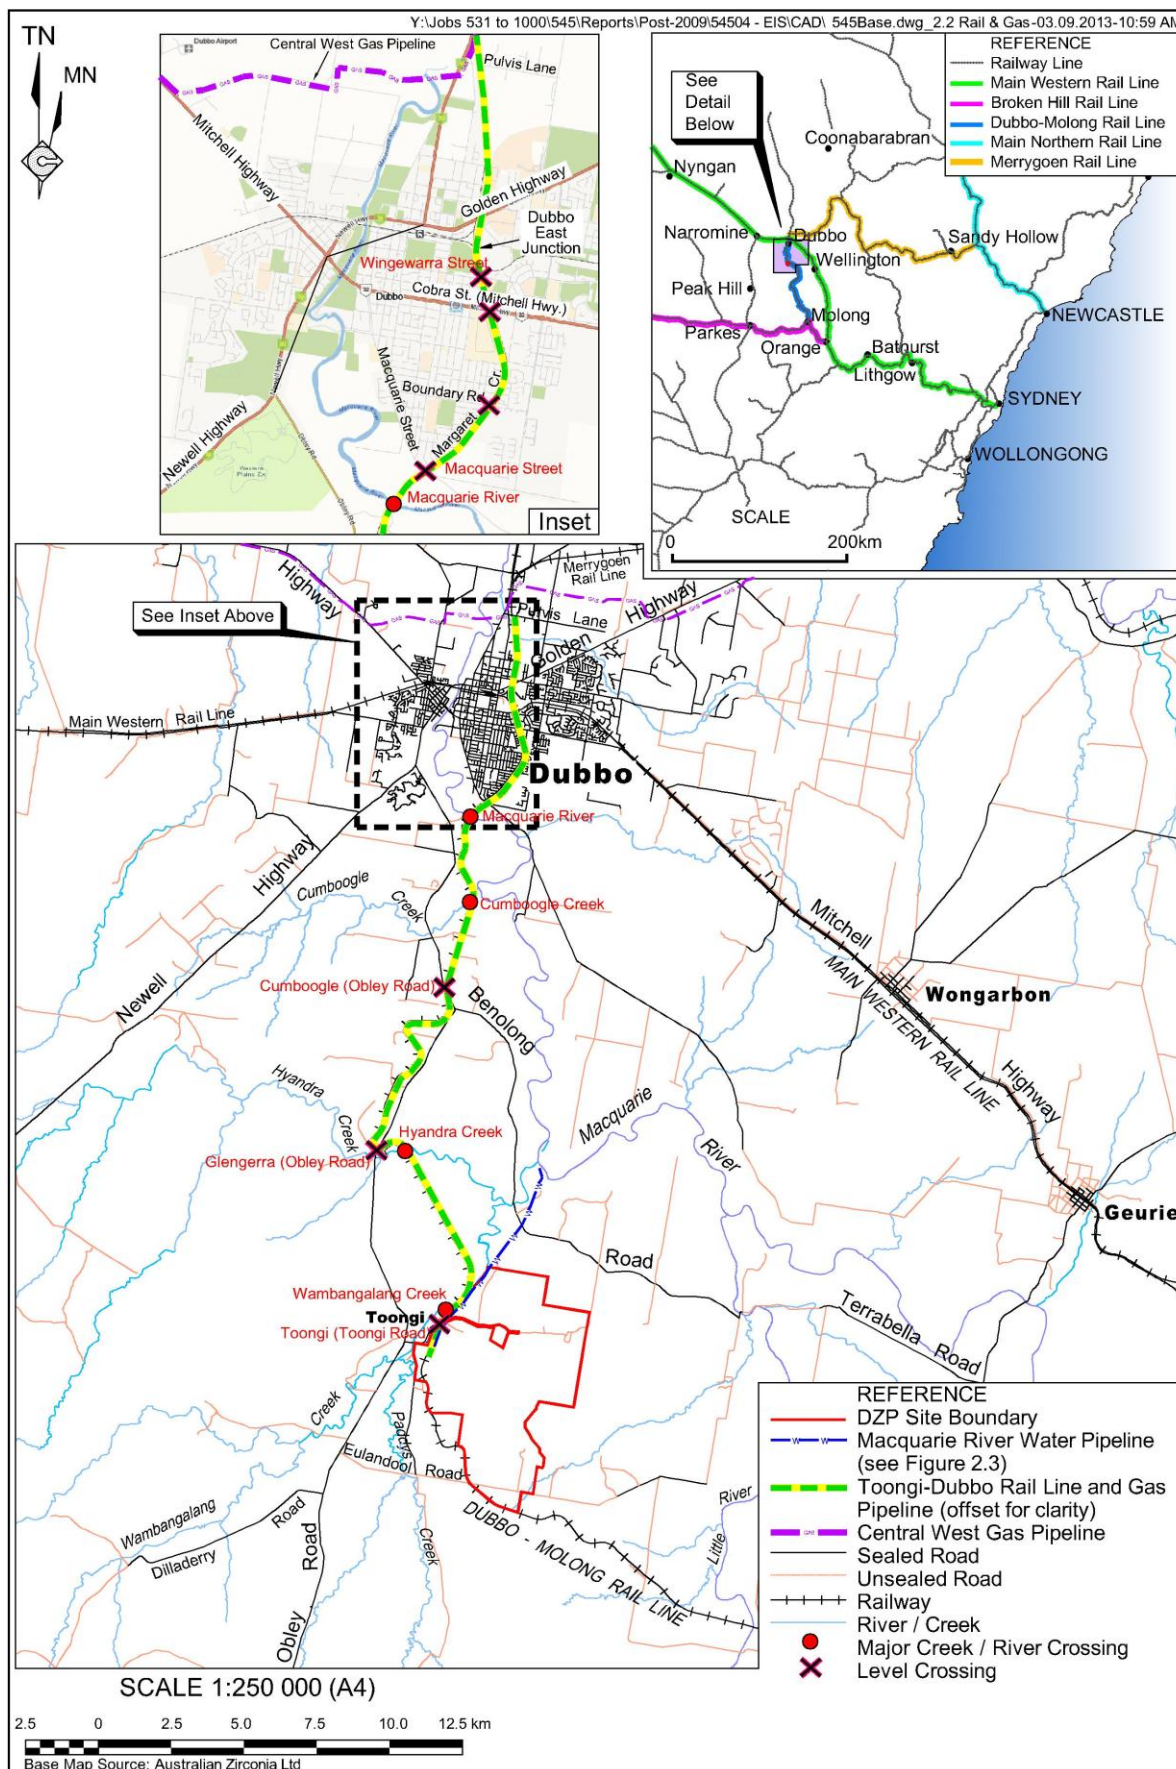 Y:\Jobs 531 to 1000\545\Reports\Post-2009\54504 - EIS\CAD\ 545Base.dwg_2.2 Rail & Gas-03.09.2013-10:59 AM
TN
MN
Dubbo Airport
Central West Gas Pipeline
Pulvis Lane
GAS
GAS
GAS
GAS
Mitchell Highway
Golden Highway
Newell Hwy
Dubbo
East
Junction
Wingewarra Street
Dubbo
Cobra St. (Mitchell Hwy.)
Macquarie Street
Boundary Rd
Margaret Cr.
Newell Highway
Obley Rd
Macquarie Street
Macquarie River
Inset
See
Detail
Below
REFERENCE
Railway Line
Main Western Rail Line
Broken Hill Rail Line
Dubbo-Molong Rail Line
Main Northern Rail Line
Merrygoen Rail Line
Coonabarabran
Nyngan
Narromine
Dubbo
Sandy Hollow
Wellington
Peak Hill
Molong
NEWCASTLE
Parkes
Orange
Bathurst
Lithgow
SYDNEY
WOLLONGONG
SCALE
0
200km
Highway
Merrygoen
Rail Line
See Inset Above
Pulvis Lane
Golden Highway
Main Western Rail Line
Dubbo
Macquarie River
Newell Highway
Cumboogle Creek
Cumboogle Creek
Mitchell Highway
Cumboogle (Obley Road)
Benolong Road
MAIN WESTERN RAIL LINE
Wongarbon
Hyandra Creek
Macquarie River
Hyandra Creek
Glengerra (Obley Road)
Geurie
Wambangalang Creek
Toongi
Toongi (Toongi Road)
Terrabella Road
Paddys Creek
Eulandool Road
Wambangalang Creek
Dilladerry Road
Obley Road
DUBBO - MOLONG RAIL LINE
Little River
REFERENCE
DZP Site Boundary
Macquarie River Water Pipeline
(see Figure 2.3)
Toongi-Dubbo Rail Line and Gas
Pipeline (offset for clarity)
Central West Gas Pipeline
Sealed Road
Unsealed Road
Railway
River / Creek
Major Creek / River Crossing
Level Crossing
SCALE 1:250 000 (A4)
2.5 0 2.5 5.0 7.5 10.0 12.5 km
Base Map Source: Australian Zirconia Ltd